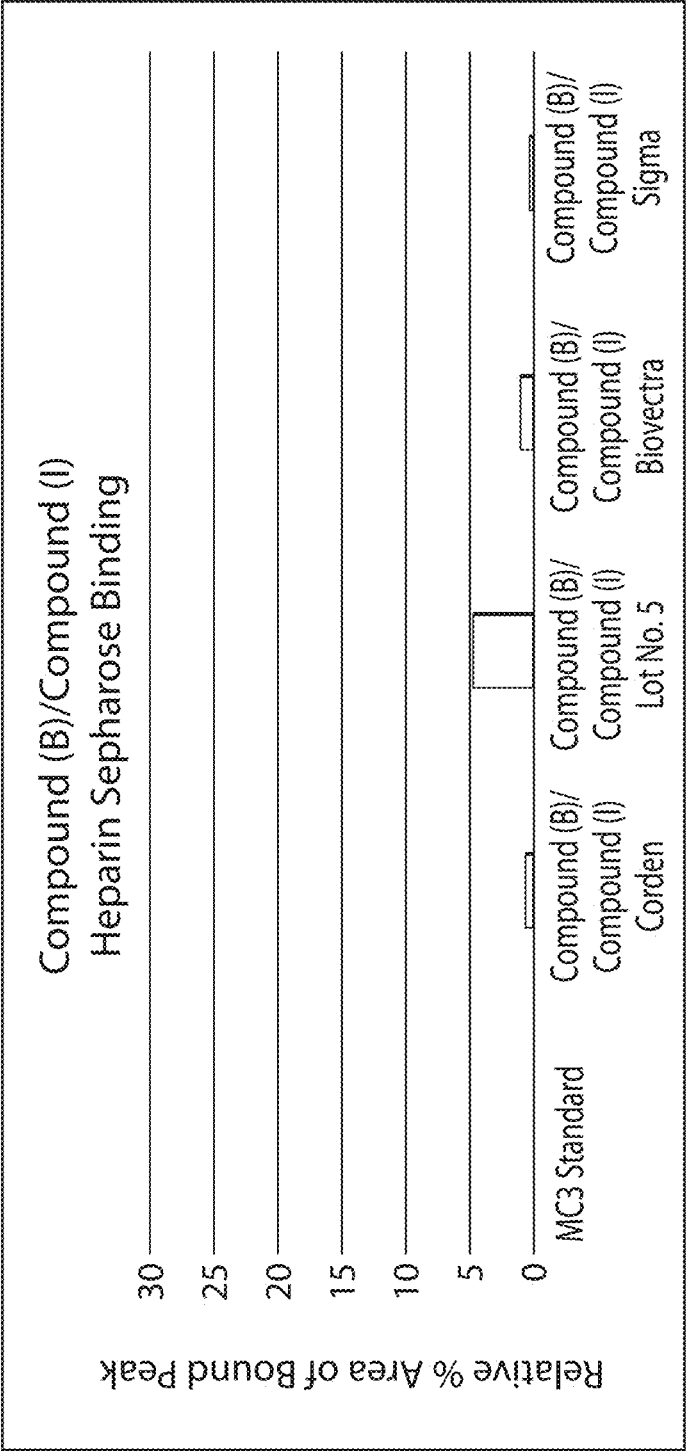 Compound (B)/Compound (I)
Heparin Sepharose Binding
Relative % Area of Bound Peak
30
25
20
15
10
5
0
MC3 Standard
Compound (B)/
Compound (I)
Corden
Compound (B)/
Compound (I)
Lot No. 5
Compound (B)/
Compound (I)
Biovectra
Compound (B)/
Compound (I)
Sigma